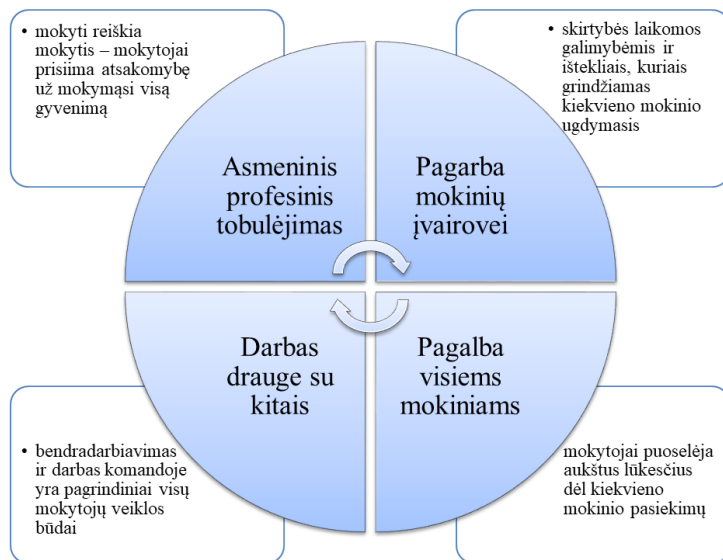 • mokyti reiškia
mokytis – mokytojai
prisiima atsakomybę
už mokymąsi visą
gyvenimą
• skirtybės laikomos
galimybėmis ir
ištekliais, kuriais
grindžiamas
kiekvieno mokinio
ugdymasis
Asmeninis
profesinis
tobulėjimas
Pagarba
mokinių
įvairovei
Darbas
drauge su
kitais
Pagalba
visiems
mokiniams
• bendradarbiavimas
ir darbas komandoje
yra pagrindiniai visų
mokytojų veiklos
būdai
mokytojai puoselėja
aukštus lūkesčius
dėl kiekvieno
mokinio pasiekimų